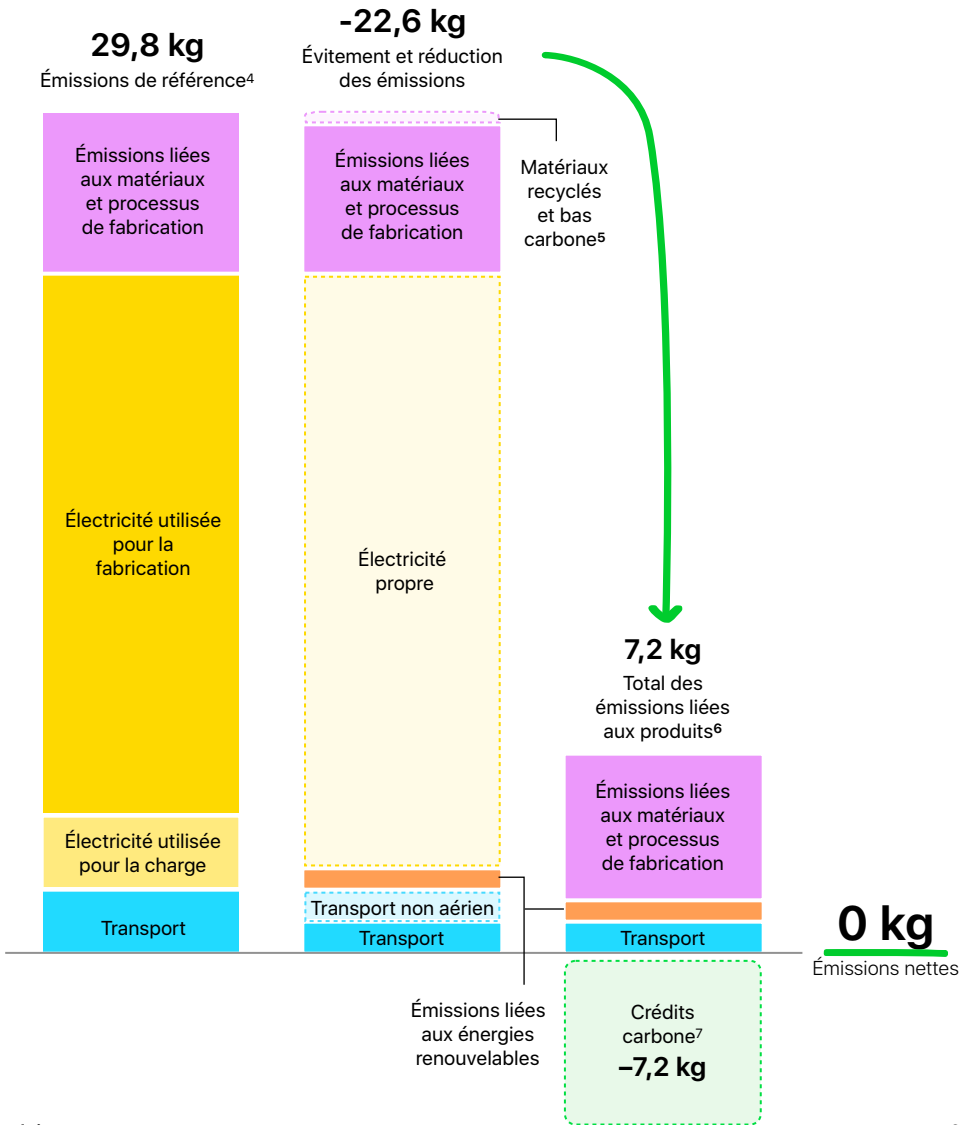 29,8 kg
Émissions de référence4
-22,6 kg
Évitement et réduction
des émissions
Émissions liées
aux matériaux
et processus
de fabrication
Électricité utilisée
pour la
fabrication
Électricité utilisée
pour la charge
Transport
Émissions liées
aux matériaux
et processus
de fabrication
Matériaux
recyclés
et bas
carbone5
Électricité
propre
Transport non aérien
Transport
Émissions liées
aux énergies
renouvelables
7,2 kg
Total des
émissions liées
aux produits6
Émissions liées
aux matériaux
et processus
de fabrication
Transport
Crédits
carbone7
–7,2 kg
0 kg
Émissions nettes